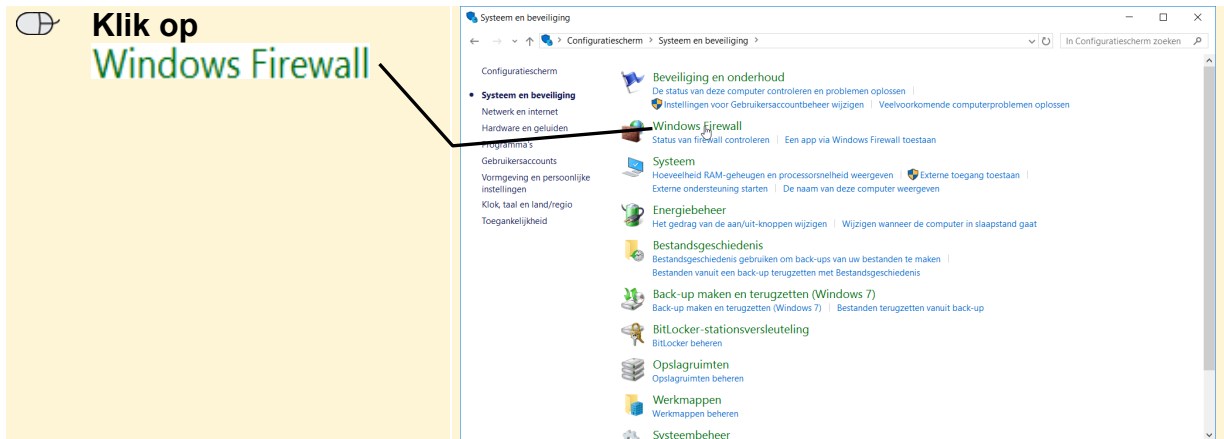 Klik op
Windows Firewall
Systeem en beveiliging
Configuratiescherm > Systeem en beveiliging >
In Configuratiescherm zoeken
Configuratiescherm
Systeem en beveiliging
Netwerk en internet
Hardware en geluiden
Programma's
Gebruikersaccounts
Vormgeving en persoonlijke
instellingen
Klok, taal en land/regio
Toegankelijkheid
Beveiliging en onderhoud
De status van deze computer controleren en problemen oplossen
Instellingen voor Gebruikersaccountbeheer wijzigen | Veelvoorkomende computerproblemen oplossen
Windows Firewall
Status van firewall controleren | Een app via Windows Firewall toestaan
Systeem
Hoeveelheid RAM-geheugen en processorsnelheid weergeven | Externe toegang toestaan
Externe ondersteuning starten | De naam van deze computer weergeven
Energiebeheer
Het gedrag van de aan/uit-knoppen wijzigen | Wijzigen wanneer de computer in slaapstand gaat
Bestandsgeschiedenis
Bestandsgeschiedenis gebruiken om back-ups van uw bestanden te maken
Bestanden vanuit een back-up terugzetten met Bestandsgeschiedenis
Back-up maken en terugzetten (Windows 7)
Back-up maken en terugzetten (Windows 7) | Bestanden terugzetten vanuit back-up
BitLocker-stationsversleuteling
BitLocker beheren
Opslagruimten
Opslagruimten beheren
Werkmappen
Werkmappen beheren
Systeembeheer